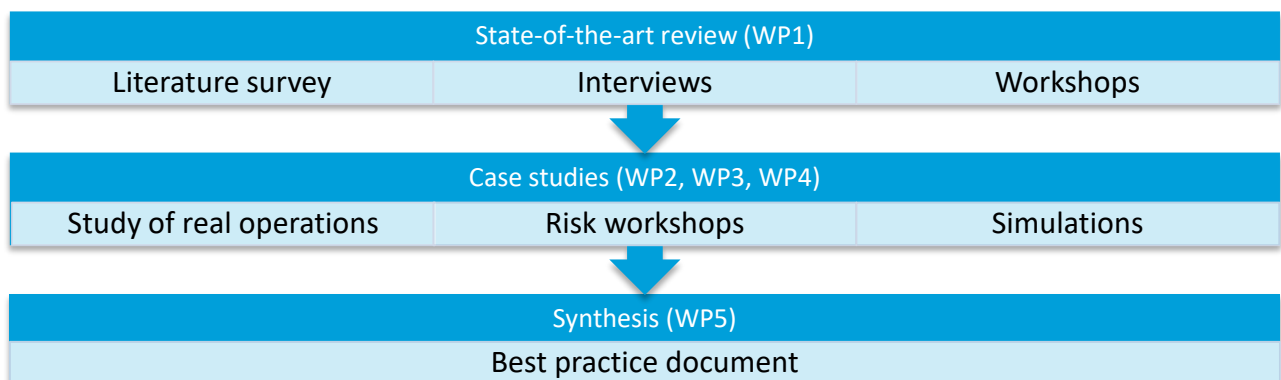 State-of-the-art review (WP1)
Literature survey Interviews Workshops
Case studies (WP2, WP3, WP4)
Study of real operations Risk workshops Simulations
Synthesis (WP5)
Best practice document